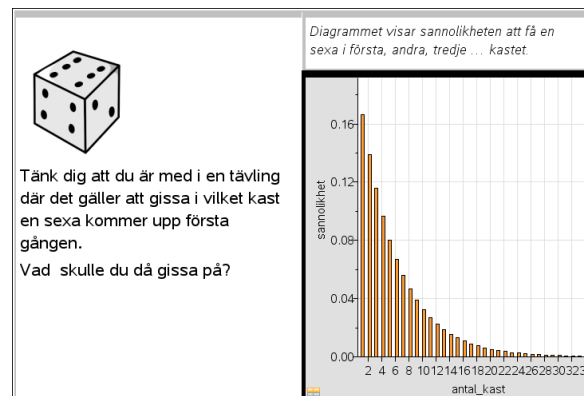 Tänk dig att du är med i en tävling
där det gäller att gissa i vilket kast
en sexa kommer upp första
gången.
Vad skulle du då gissa på?
Diagrammet visar sannolikheten att få en
sexa i första, andra, tredje ... kastet.
sannolikhet
0.16
0.12
0.08
0.04
0.00
2 4 6 8 10 12 14 16 18 20 22 24 26 28 30 32 33
antal_kast